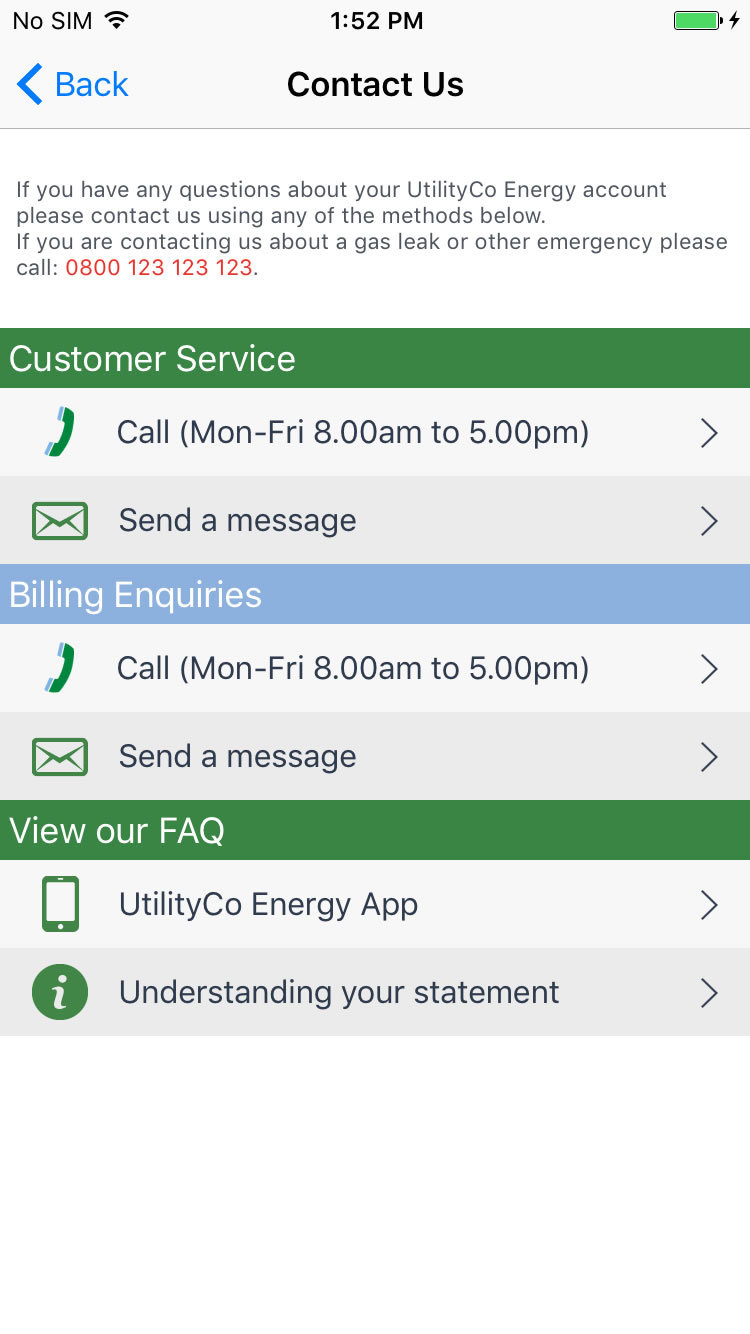 No SIM 1:52 PM
Back Contact Us
If you have any questions about your UtilityCo Energy account
please contact us using any of the methods below.
If you are contacting us about a gas leak or other emergency please
call: 0800 123 123 123.
Customer Service
Call (Mon-Fri 8.00am to 5.00pm)
Send a message
Billing Enquiries
Call (Mon-Fri 8.00am to 5.00pm)
Send a message
View our FAQ
UtilityCo Energy App
i Understanding your statement